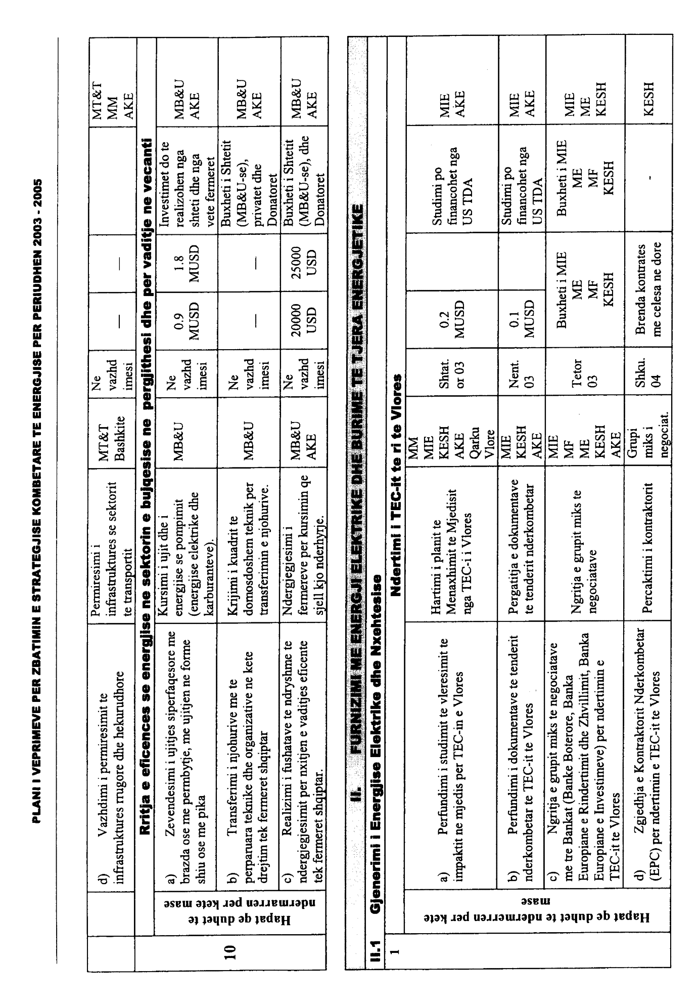 PLANI I VEPRIMEVE PER ZBATIMIN E STRATEGJISE KOMBETARE TE ENERGJISE PER PERIUDHEN 2003 - 2005
d) Vazhdimi i permiresimit te
infrastruktures rrugore dhe hekurudhore
Permiresimi i
infrastruktures se sektorit
te transportit
MT&T
Bashkite
Ne
vazhd
imesi
—
—
MT&T
MM
AKE
10
Rritja e eficences se energjise ne sektorin e bujqesise ne pergjithesi dhe per vaditje ne vecanti
Hapat qe duhet te
ndermarren per kete mase
a) Zevendesimi i ujitjes siperfaqesore me
brazda ose me permbytje, me ujitjen ne forme
shiu ose me pika
Kursimi i ujit dhe i
energjise se pompimit
(energjise elektrike dhe
karburanteve).
MB&U
Ne
vazhd
imesi
0.9
MUSD
1.8
MUSD
Investimet do te
realizohen nga
shteti dhe nga
vete fermeret
MB&U
AKE
b) Transferimi i njohurive me te
perparuara teknike dhe organizative ne kete
drejtim tek fermeret shqiptar
Krijimi i kuadrit te
domosdoshem teknik per
transferimin e njohurive.
MB&U
Ne
vazhd
imesi
—
—
Buxheti i Shtetit
(MB&U-se),
privatet dhe
Donatoret
MB&U
AKE
c) Realizimi i fushatave te ndryshme te
ndergjegjesimit per nxitjen e vaditjes eficente
tek fermeret shqiptar.
Ndergjegjesimi i
fermereve per kursimin qe
sjell kjo nderhyrje.
MB&U
AKE
Ne
vazhd
imesi
20000
USD
25000
USD
Buxheti i Shtetit
(MB&U-se), dhe
Donatoret
MB&U
AKE
II. FURNIZIMI ME ENERGJI ELEKTRIKE DHE BURIME TE TJERA ENERGJETIKE
II.1 Gjenerimi i Energjise Elektrike dhe Nxehtesise
1
Ndertimi i TEC-it te ri te Vlores
Hapat qe duhet te ndermerren per kete
mase
a) Perfundimi i studimit te vleresimit te
impaktit ne mjedis per TEC-in e Vlores
Hartimi i planit te
Menaxhimit te Mjedisit
nga TEC-i i Vlores
MM
MIE
KESH
AKE
Qarku
Vlore
Shtat.
or 03
0.2
MUSD
Studimi po
financohet nga
US TDA
MIE
AKE
b) Perfundimi i dokumentave te tenderit
nderkombetar te TEC-it te Vlores
Pergatitja e dokumentave
te tenderit nderkombetar
MIE
KESH
AKE
Nent.
03
0.1
MUSD
Studimi po
financohet nga
US TDA
MIE
AKE
c) Ngritja e grupit miks te negociatave
me tre Bankat (Banke Boterore, Banka
Europiane e Rindertimit dhe Zhvillimit, Banka
Europiane e Investimeve) per ndertimin e
TEC-it te Vlores
Ngritja e grupit miks te
negociatave
MIE
MF
ME
KESH
AKE
Tetor
03
Buxheti i MIE
ME
MF
KESH
Buxheti i MIE
ME
MF
KESH
MIE
ME
KESH
d) Zgjedhja e Kontraktorit Nderkombetar
(EPC) per ndertimin e TEC-it te Vlores
Percaktimi i kontraktorit
Grupi
miks i
negociat.
Shku.
04
Brenda kontrates
me celesa ne dore
-
KESH